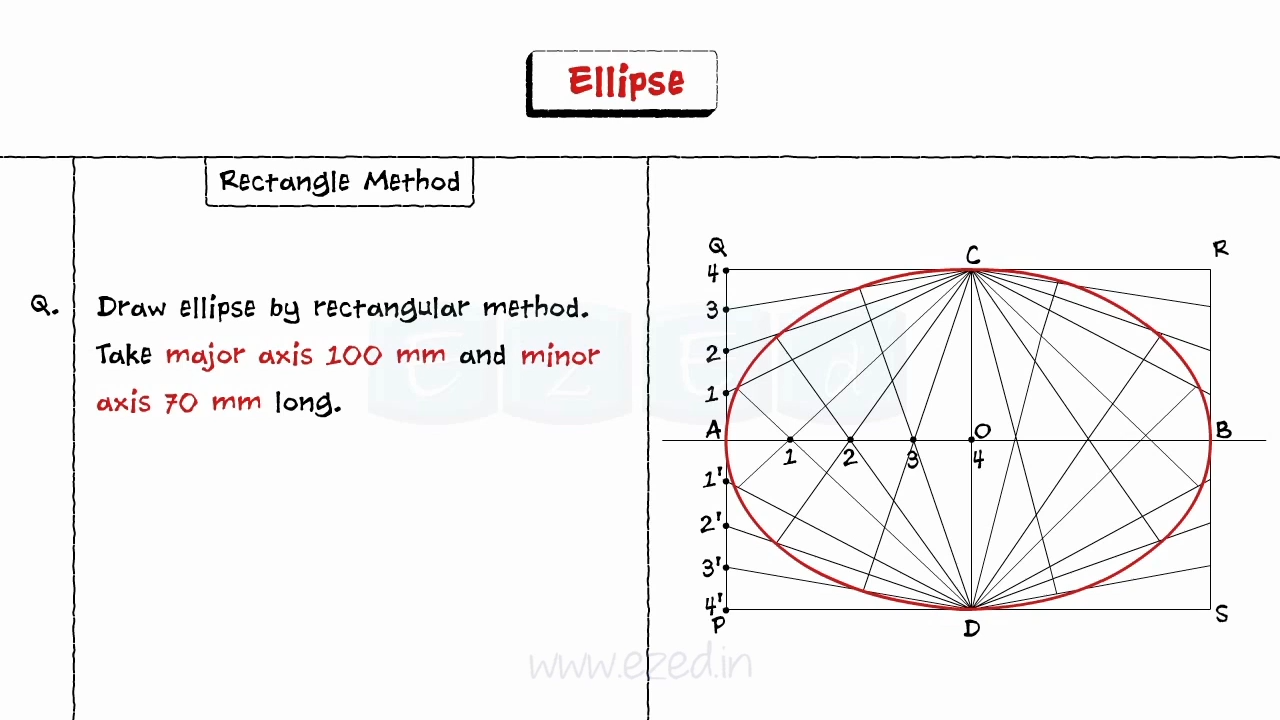 Ellipse
Rectangle Method
Q. Draw ellipse by rectangular method.
Take major axis 100 mm and minor
axis 70 mm long.
Q C R
4
3
2
1
A O B
1 2 3 4
1'
2'
3'
4'
P D S
ezEd
www.ezed.in